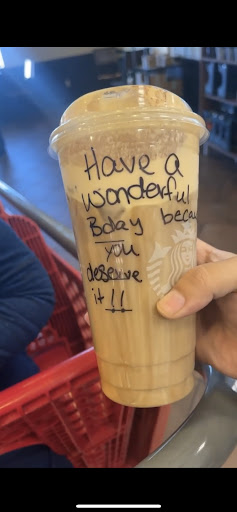 Have a
wonderful
Bday becau
you
deserve
it!!